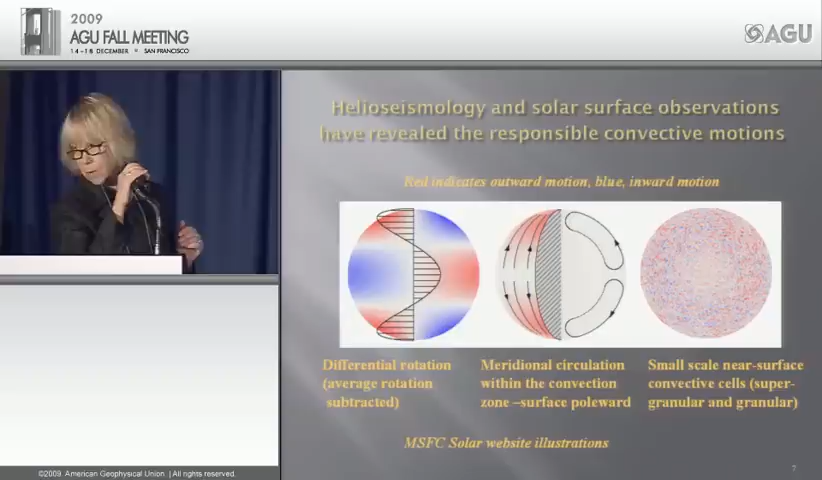 2009
AGU FALL MEETING
14–18 DECEMBER • SAN FRANCISCO
AGU
Helioseismology and solar surface observations
have revealed the responsible convective motions
Red indicates outward motion, blue, inward motion
Differential rotation
(average rotation
subtracted)
Meridional circulation
within the convection
zone –surface poleward
Small scale near-surface
convective cells (super-
granular and granular)
MSFC Solar website illustrations
7
©2009 American Geophysical Union | All rights reserved.